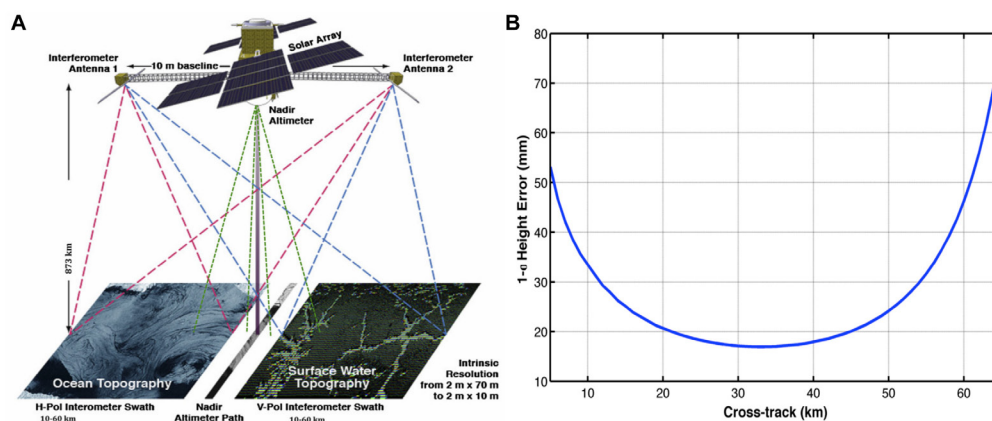 A
Interferometer
Antenna 1
10 m baseline
Solar Array
Interferometer
Antenna 2
Nadir
Altimeter
873 km
Ocean Topography
Surface Water
Topography
Intrinsic
Resolution
from 2 m x 70 m
to 2 m x 10 m
H-Pol Interometer Swath
10-60 km
Nadir
Altimeter Path
V-Pol Inteferometer Swath
10-60 km
B
1-σ Height Error (mm)
80
70
60
50
40
30
20
10
10
20
30
40
50
60
Cross-track (km)